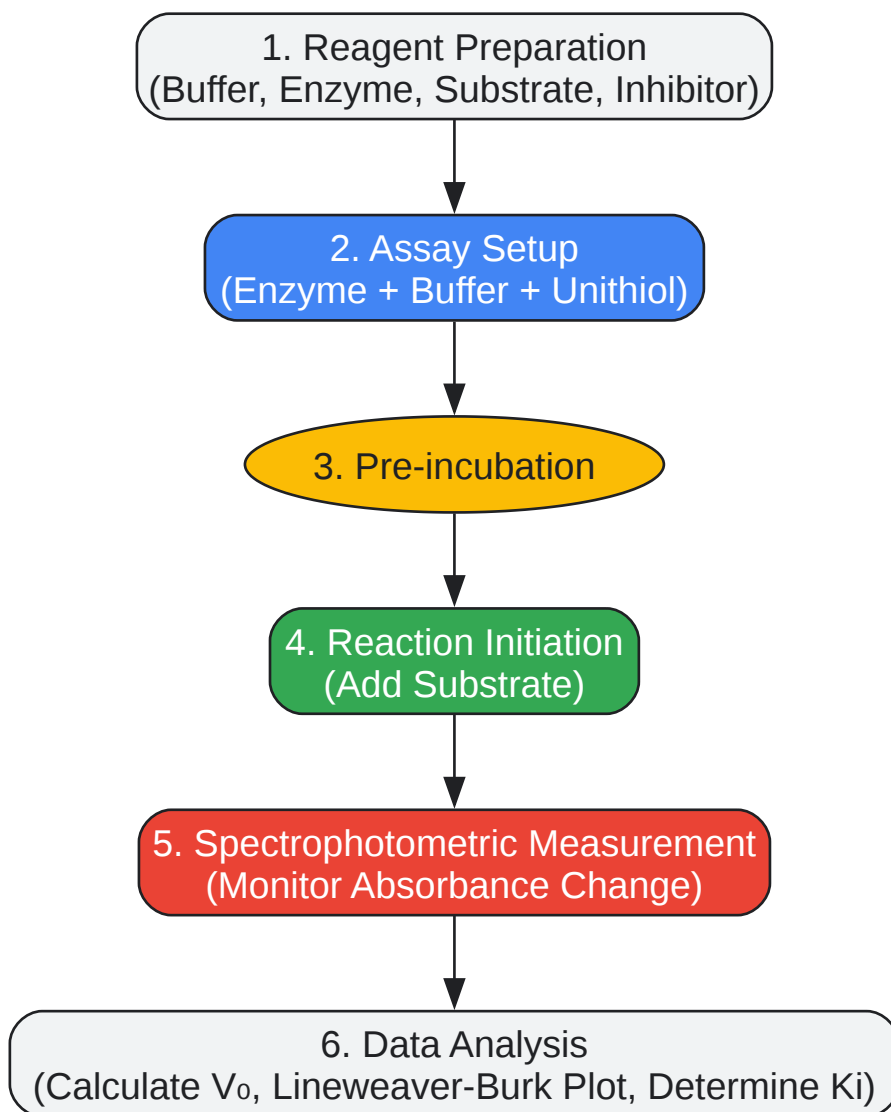 1. Reagent Preparation
(Buffer, Enzyme, Substrate, Inhibitor)
2. Assay Setup
(Enzyme + Buffer + Unithiol)
3. Pre-incubation
4. Reaction Initiation
(Add Substrate)
5. Spectrophotometric Measurement
(Monitor Absorbance Change)
6. Data Analysis
(Calculate V₀, Lineweaver-Burk Plot, Determine Ki)